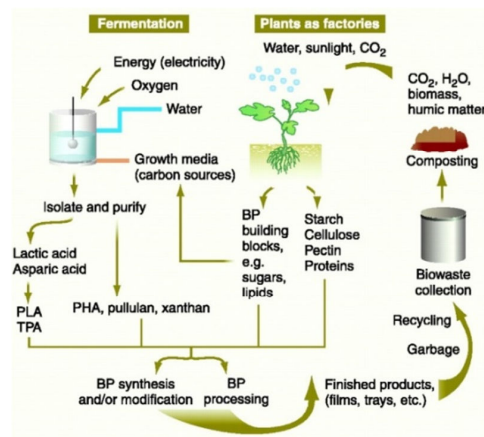 Fermentation
Plants as factories
Energy (electricity)
Oxygen
Water
Growth media
(carbon sources)
Isolate and purify
Lactic acid
Asparic acid
PLA
TPA
PHA, pullulan, xanthan
Water, sunlight, CO₂
BP
building
blocks,
e.g.
sugars,
lipids
Starch
Cellulose
Pectin
Proteins
CO₂, H₂O,
biomass,
humic matter
Composting
Biowaste
collection
Recycling
Garbage
BP synthesis
and/or modification
BP
processing
Finished products,
(films, trays, etc.)